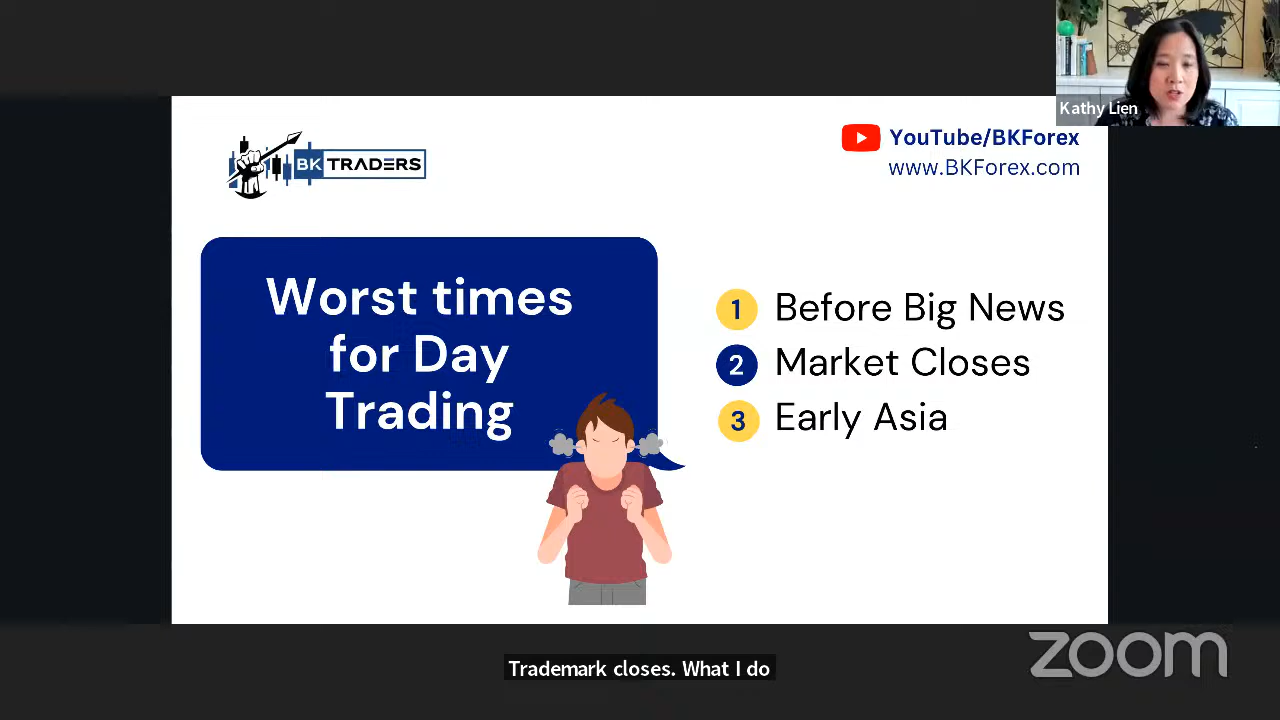 Kathy Lien
BK TRADERS
YouTube/BKForex
www.BKForex.com
Worst times
for Day
Trading
1 Before Big News
2 Market Closes
3 Early Asia
Trademark closes. What I do
zoom